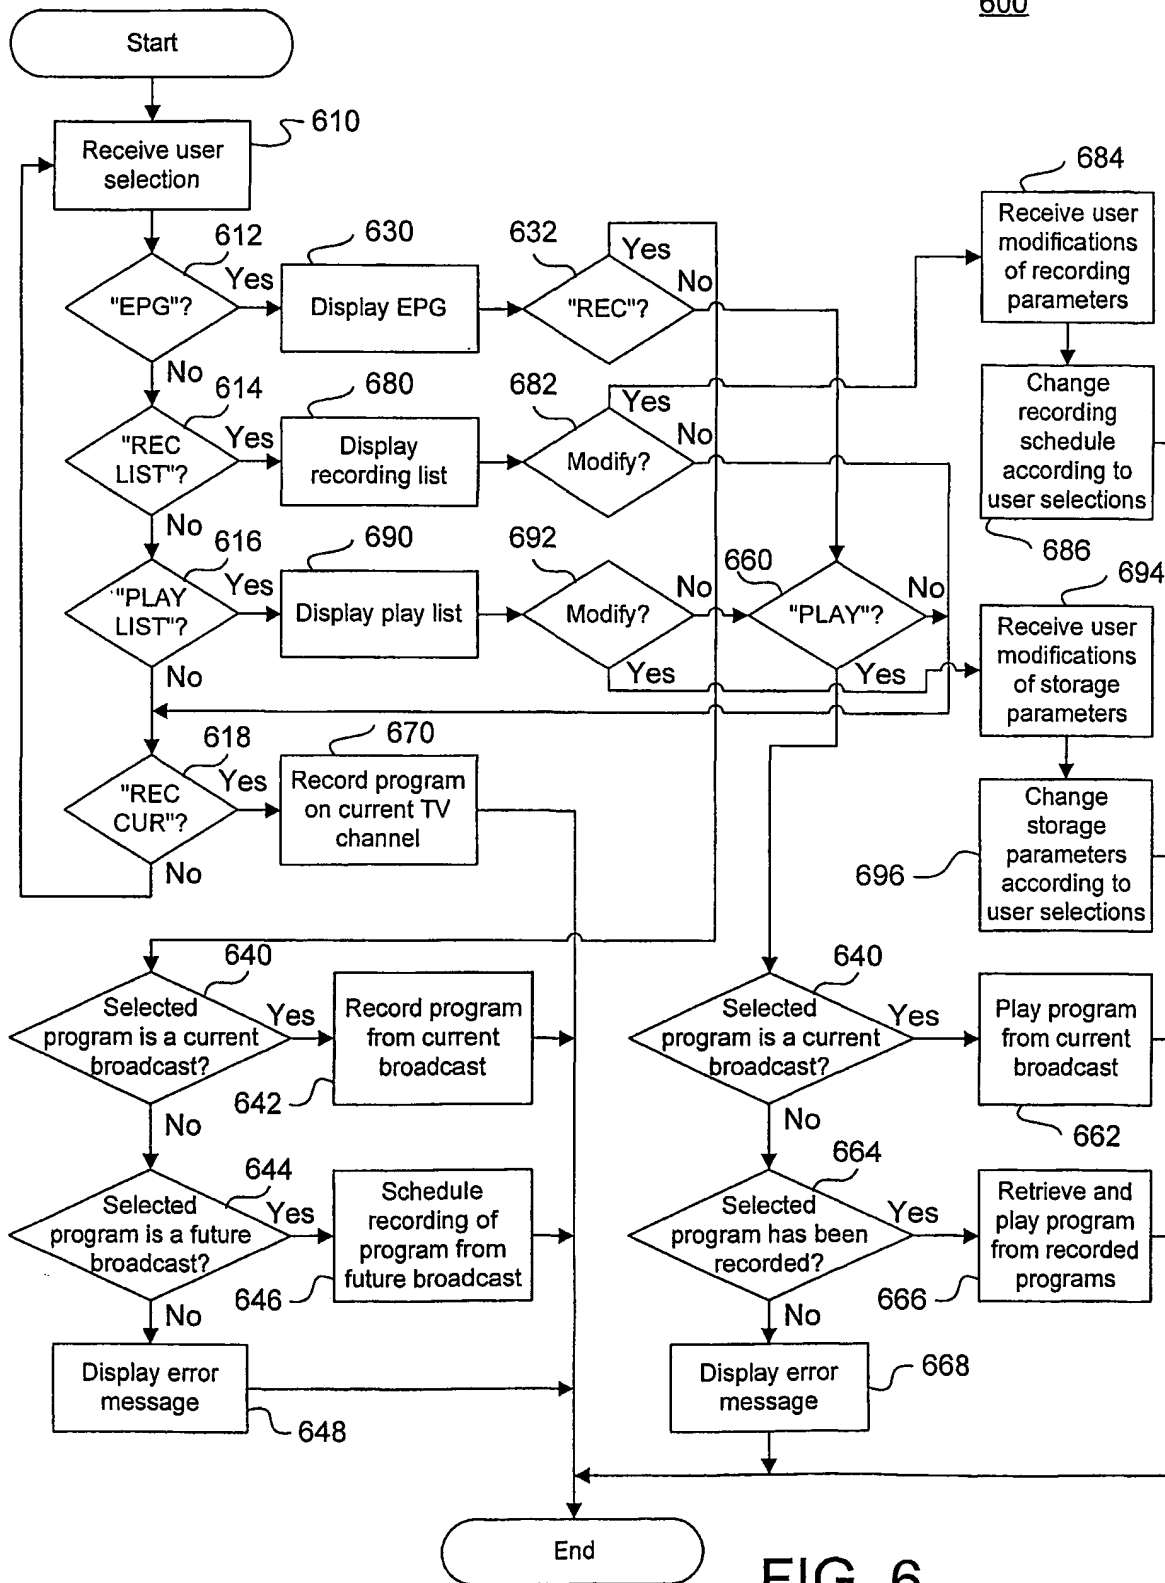 600
Start
610
Receive user
selection
684
Receive user
modifications
of recording
parameters
612
630
632
Yes
Yes
No
"EPG"?
Display EPG
"REC"?
No
614
680
682
Yes
Yes
No
"REC
LIST"?
Display
recording list
Modify?
Change
recording
schedule
according to
user selections
686
No
616
690
692
660
694
Yes
No
No
"PLAY
LIST"?
Display play list
Modify?
"PLAY"?
Receive user
modifications
of storage
parameters
No
Yes
Yes
618
670
Yes
"REC
CUR"?
Record program
on current TV
channel
Change
storage
parameters
according to
user selections
696
No
640
Selected
program is a current
broadcast?
Yes
Record program
from current
broadcast
642
640
Selected
program is a current
broadcast?
Yes
Play program
from current
broadcast
662
No
No
644
Selected
program is a future
broadcast?
Yes
Schedule
recording of
program from
future broadcast
646
664
Selected
program has been
recorded?
Yes
Retrieve and
play program
from recorded
programs
666
No
No
Display error
message
648
Display error
message
668
End
FIG. 6